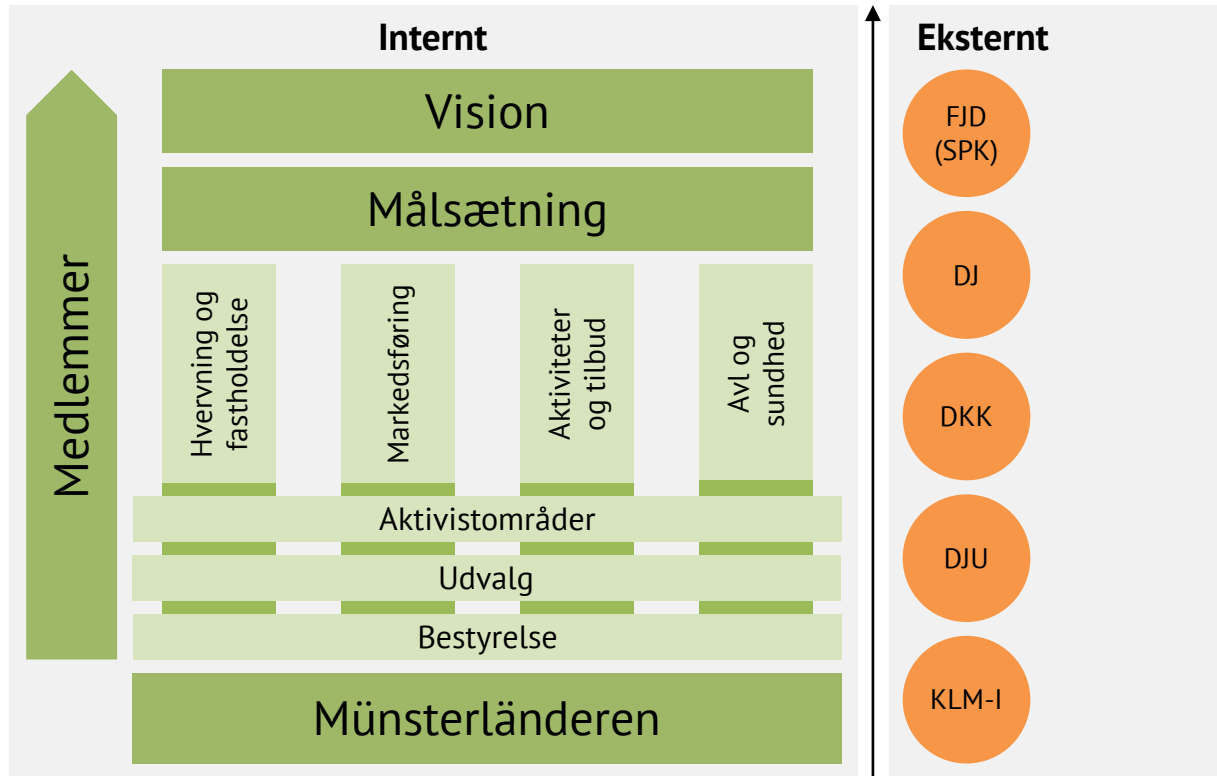 Internt
Medlemmer
Vision
Målsætning
Hvervning og
fastholdelse
Markedsføring
Aktiviteter
og tilbud
Avl og
sundhed
Aktivistområder
Udvalg
Bestyrelse
Münsterländeren
Eksternt
FJD
(SPK)
DJ
DKK
DJU
KLM-I